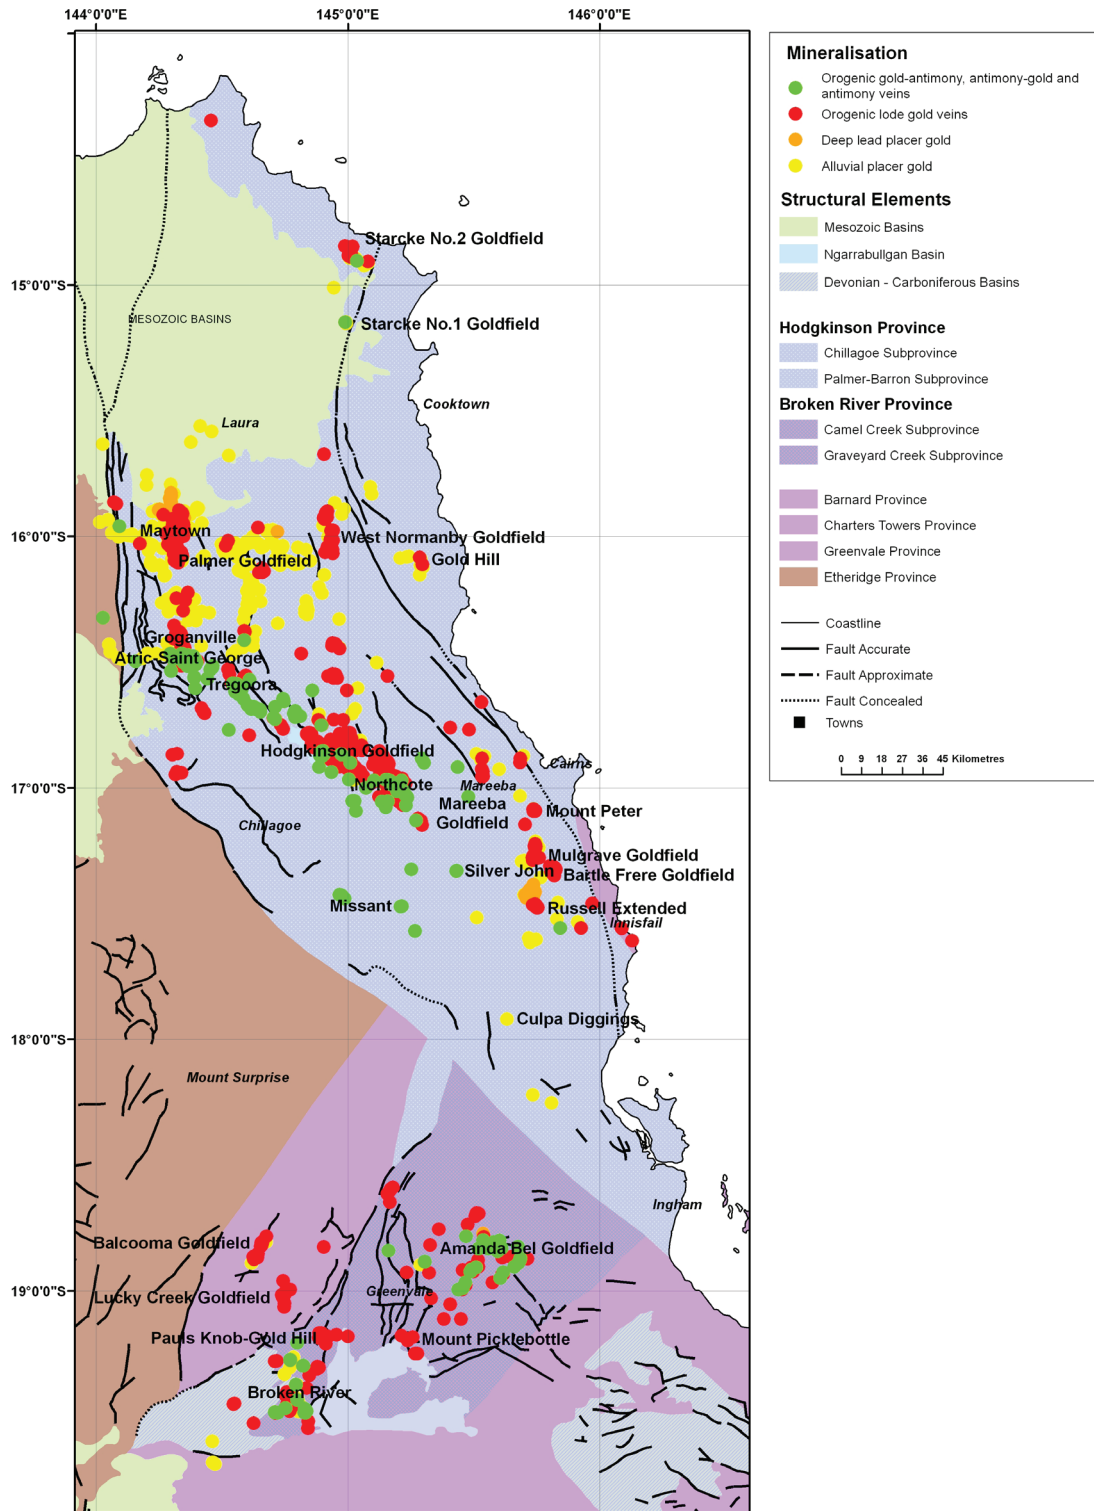 144°0'0"E
145°0'0"E
146°0'0"E
15°0'0"S
16°0'0"S
17°0'0"S
18°0'0"S
19°0'0"S
Starcke No.2 Goldfield
MESOZOIC BASINS
Starcke No.1 Goldfield
Cooktown
Laura
Maytown
West Normanby Goldfield
Palmer Goldfield
Gold Hill
Groganville
Atric-Saint George
Tregoora
Hodgkinson Goldfield
Cairns
Northcote
Mareeba
Mareeba
Goldfield
Mount Peter
Chillagoe
Mulgrave Goldfield
Silver John
Bartle Frere Goldfield
Missant
Russell Extended
Innisfail
Culpa Diggings
Mount Surprise
Ingham
Balcooma Goldfield
Amanda Bel Goldfield
Greenvale
Lucky Creek Goldfield
Pauls Knob-Gold Hill
Mount Picklebottle
Broken River
Mineralisation
Orogenic gold-antimony, antimony-gold and
antimony veins
Orogenic lode gold veins
Deep lead placer gold
Alluvial placer gold
Structural Elements
Mesozoic Basins
Ngarrabullgan Basin
Devonian - Carboniferous Basins
Hodgkinson Province
Chillagoe Subprovince
Palmer-Barron Subprovince
Broken River Province
Camel Creek Subprovince
Graveyard Creek Subprovince
Barnard Province
Charters Towers Province
Greenvale Province
Etheridge Province
Coastline
Fault Accurate
Fault Approximate
Fault Concealed
Towns
0 9 18 27 36 45 Kilometres